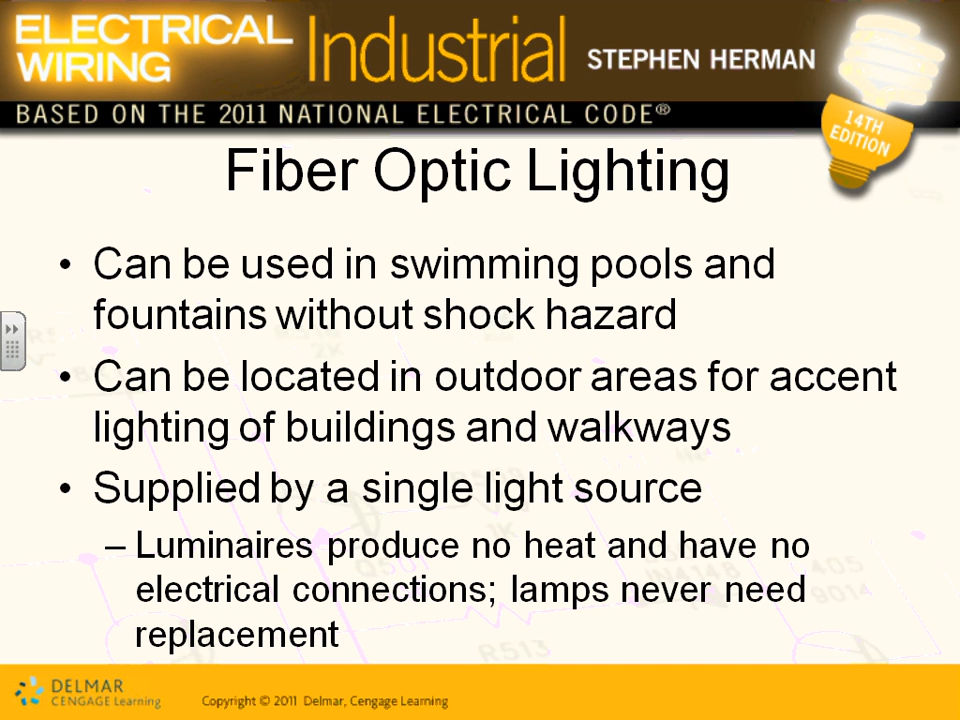 ELECTRICAL
WIRING
Industrial
STEPHEN HERMAN
BASED ON THE 2011 NATIONAL ELECTRICAL CODE®
14TH
EDITION
Fiber Optic Lighting
• Can be used in swimming pools and
fountains without shock hazard
• Can be located in outdoor areas for accent
lighting of buildings and walkways
• Supplied by a single light source
– Luminaires produce no heat and have no
electrical connections; lamps never need
replacement
R513
405
9014
DELMAR
CENGAGE Learning
Copyright © 2011 Delmar, Cengage Learning